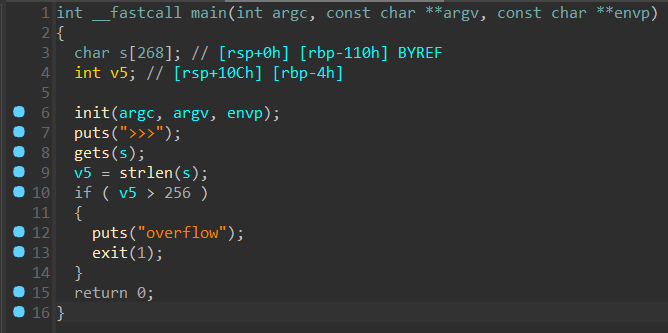 1 int __fastcall main(int argc, const char **argv, const char **envp)
2 {
3 char s[268]; // [rsp+0h] [rbp-110h] BYREF
4 int v5; // [rsp+10Ch] [rbp-4h]
5
6 init(argc, argv, envp);
7 puts(">>>");
8 gets(s);
9 v5 = strlen(s);
10 if ( v5 > 256 )
11 {
12 puts("overflow");
13 exit(1);
14 }
15 return 0;
16 }